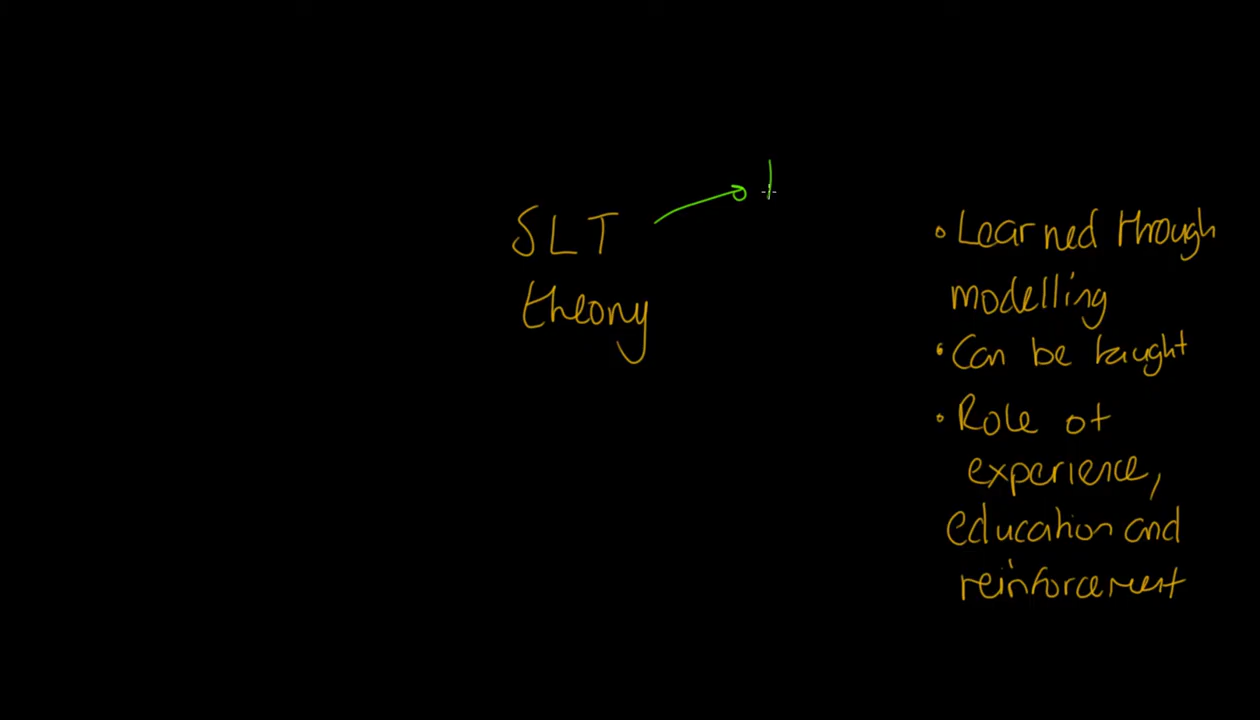 SLT
theory
• Learned through
modelling
• Can be taught
• Role of
experience,
education and
reinforcement